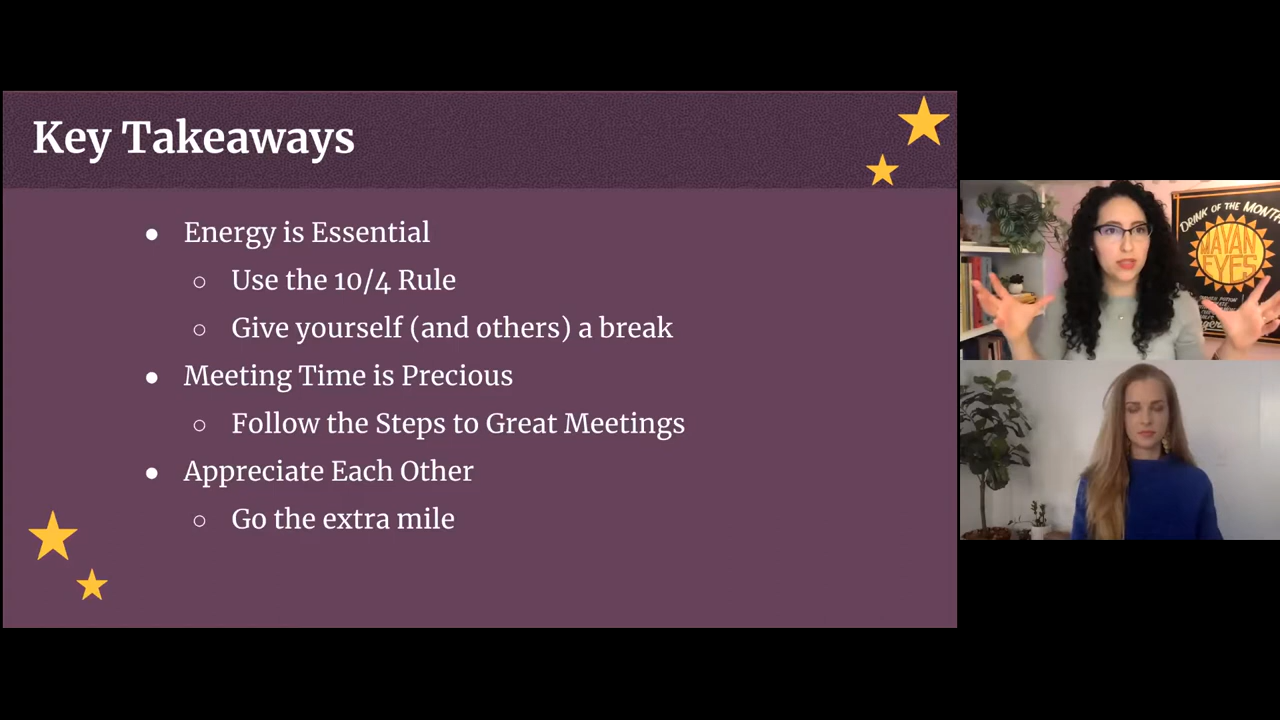 Key Takeaways
● Energy is Essential
○ Use the 10/4 Rule
○ Give yourself (and others) a break
● Meeting Time is Precious
○ Follow the Steps to Great Meetings
● Appreciate Each Other
○ Go the extra mile
DRINK OF THE MONTH
MAYAN
EYES